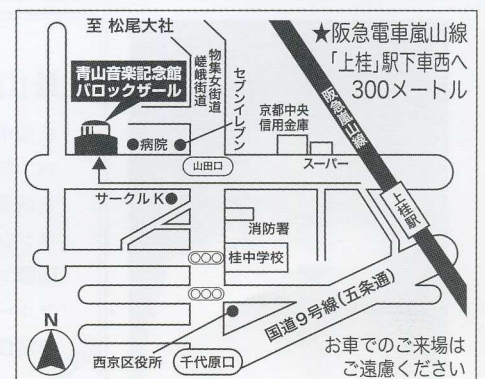 至 松尾大社
★阪急電車嵐山線
「上桂」駅下車西へ
300メートル
青山音楽記念館
バロックザール
物集女街道
嵯峨街道
セブンイレブン
京都中央
信用金庫
阪急嵐山線
●病院
山田口
スーパー
サークルK●
上桂駅
消防署
桂中学校
国道9号線(五条通)
N
西京区役所
千代原口
お車でのご来場は
ご遠慮ください